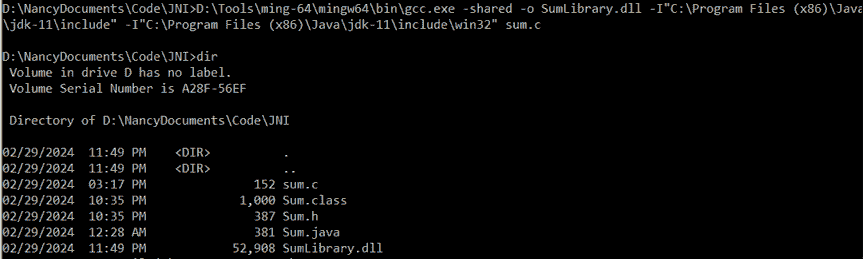 D:\NancyDocuments\Code\JNI>D:\Tools\ming-64\mingw64\bin\gcc.exe -shared -o SumLibrary.dll -I"C:\Program Files (x86)\Java
\jdk-11\include" -I"C:\Program Files (x86)\Java\jdk-11\include\win32" sum.c
D:\NancyDocuments\Code\JNI>dir
Volume in drive D has no label.
Volume Serial Number is A28F-56EF
Directory of D:\NancyDocuments\Code\JNI
02/29/2024  11:49 PM    <DIR>          .
02/29/2024  11:49 PM    <DIR>          ..
02/29/2024  03:17 PM               152 sum.c
02/29/2024  10:35 PM             1,000 Sum.class
02/29/2024  10:35 PM               387 Sum.h
02/29/2024  12:28 AM               381 Sum.java
02/29/2024  11:49 PM            52,908 SumLibrary.dll